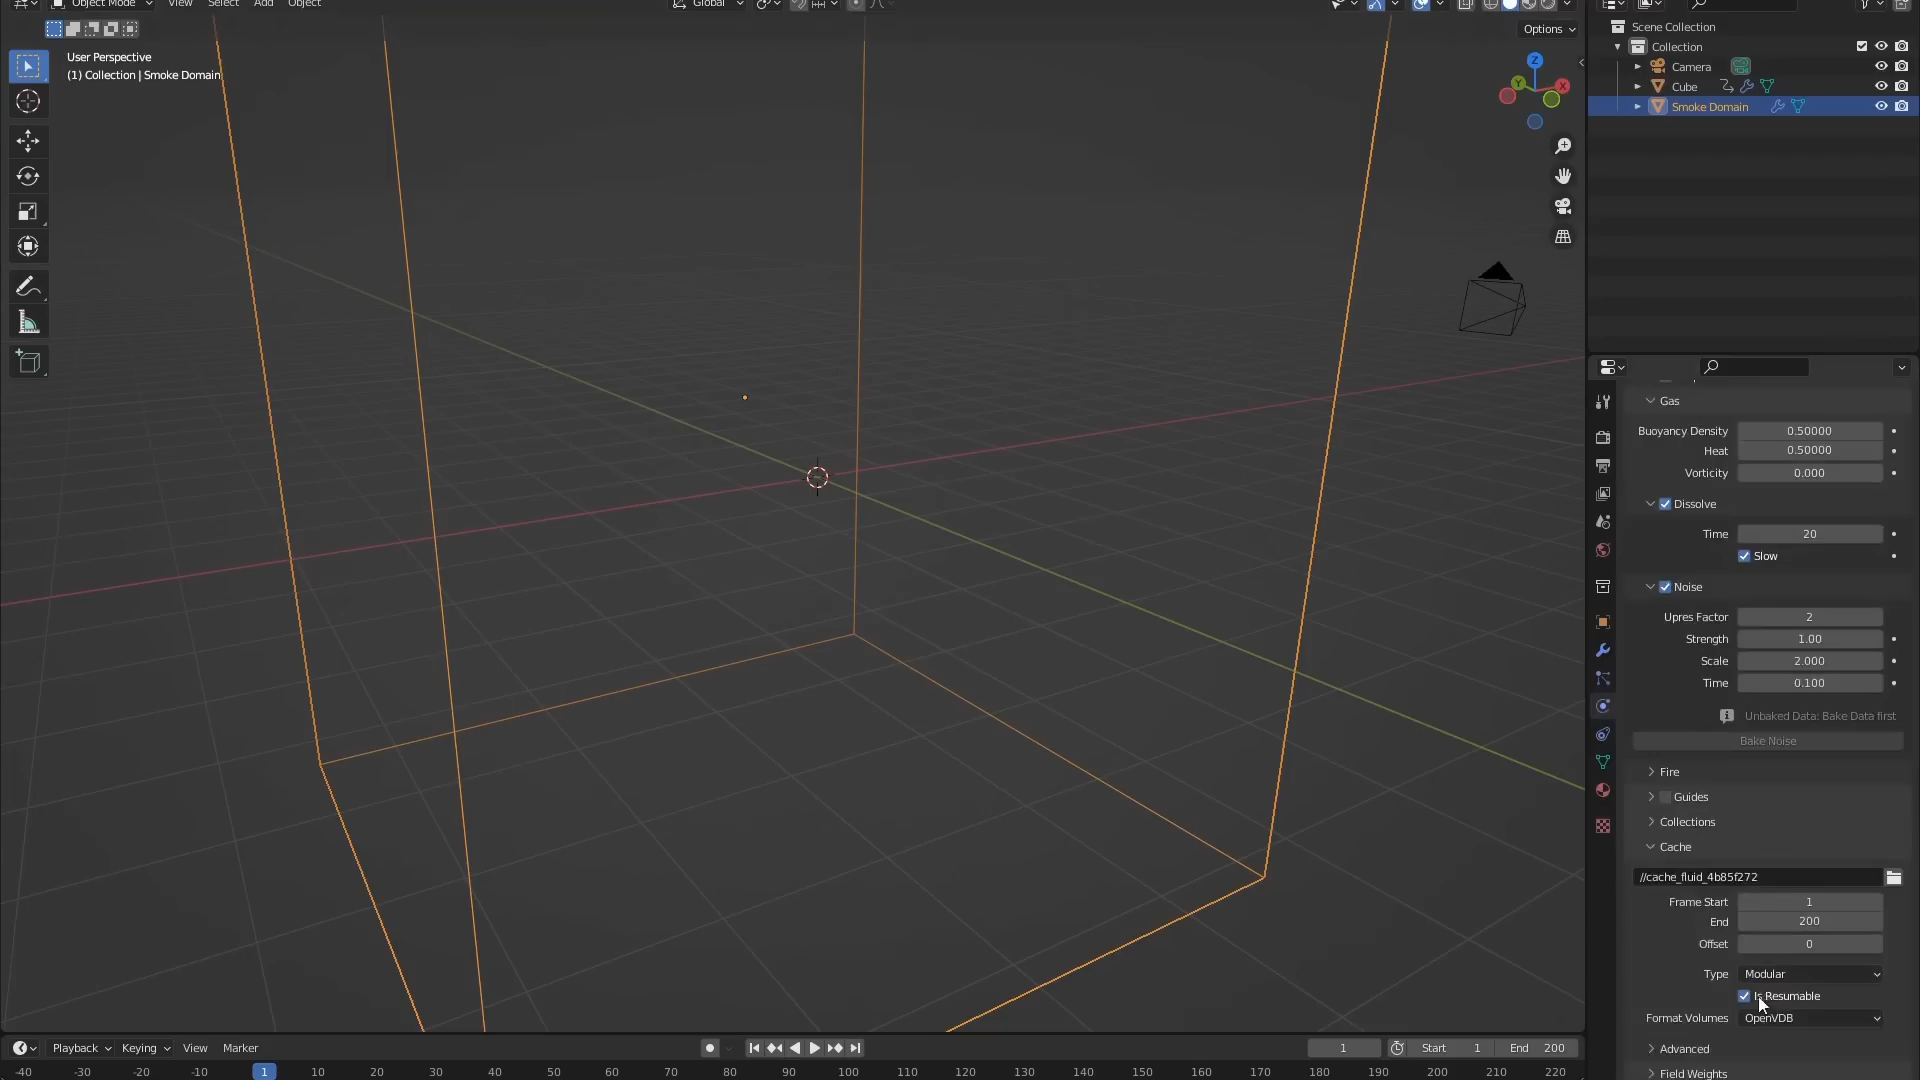 Object Mode
View
Select
Add
Object
Global
Options
User Perspective
(1) Collection | Smoke Domain
Z
Y
X
Scene Collection
Collection
Camera
Cube
Smoke Domain
Gas
Buoyancy Density 0.50000
Heat 0.50000
Vorticity 0.000
Dissolve
Time 20
Slow
Noise
Upres Factor 2
Strength 1.00
Scale 2.000
Time 0.100
Unbaked Data: Bake Data first
Bake Noise
Fire
Guides
Collections
Cache
//cache_fluid_4b85f272
Frame Start 1
End 200
Offset 0
Type Modular
Is Resumable
Format Volumes OpenVDB
Advanced
Field Weights
Playback Keying View Marker
1 Start 1 End 200
-40 -30 -20 -10 1 10 20 30 40 50 60 70 80 90 100 110 120 130 140 150 160 170 180 190 200 210 220